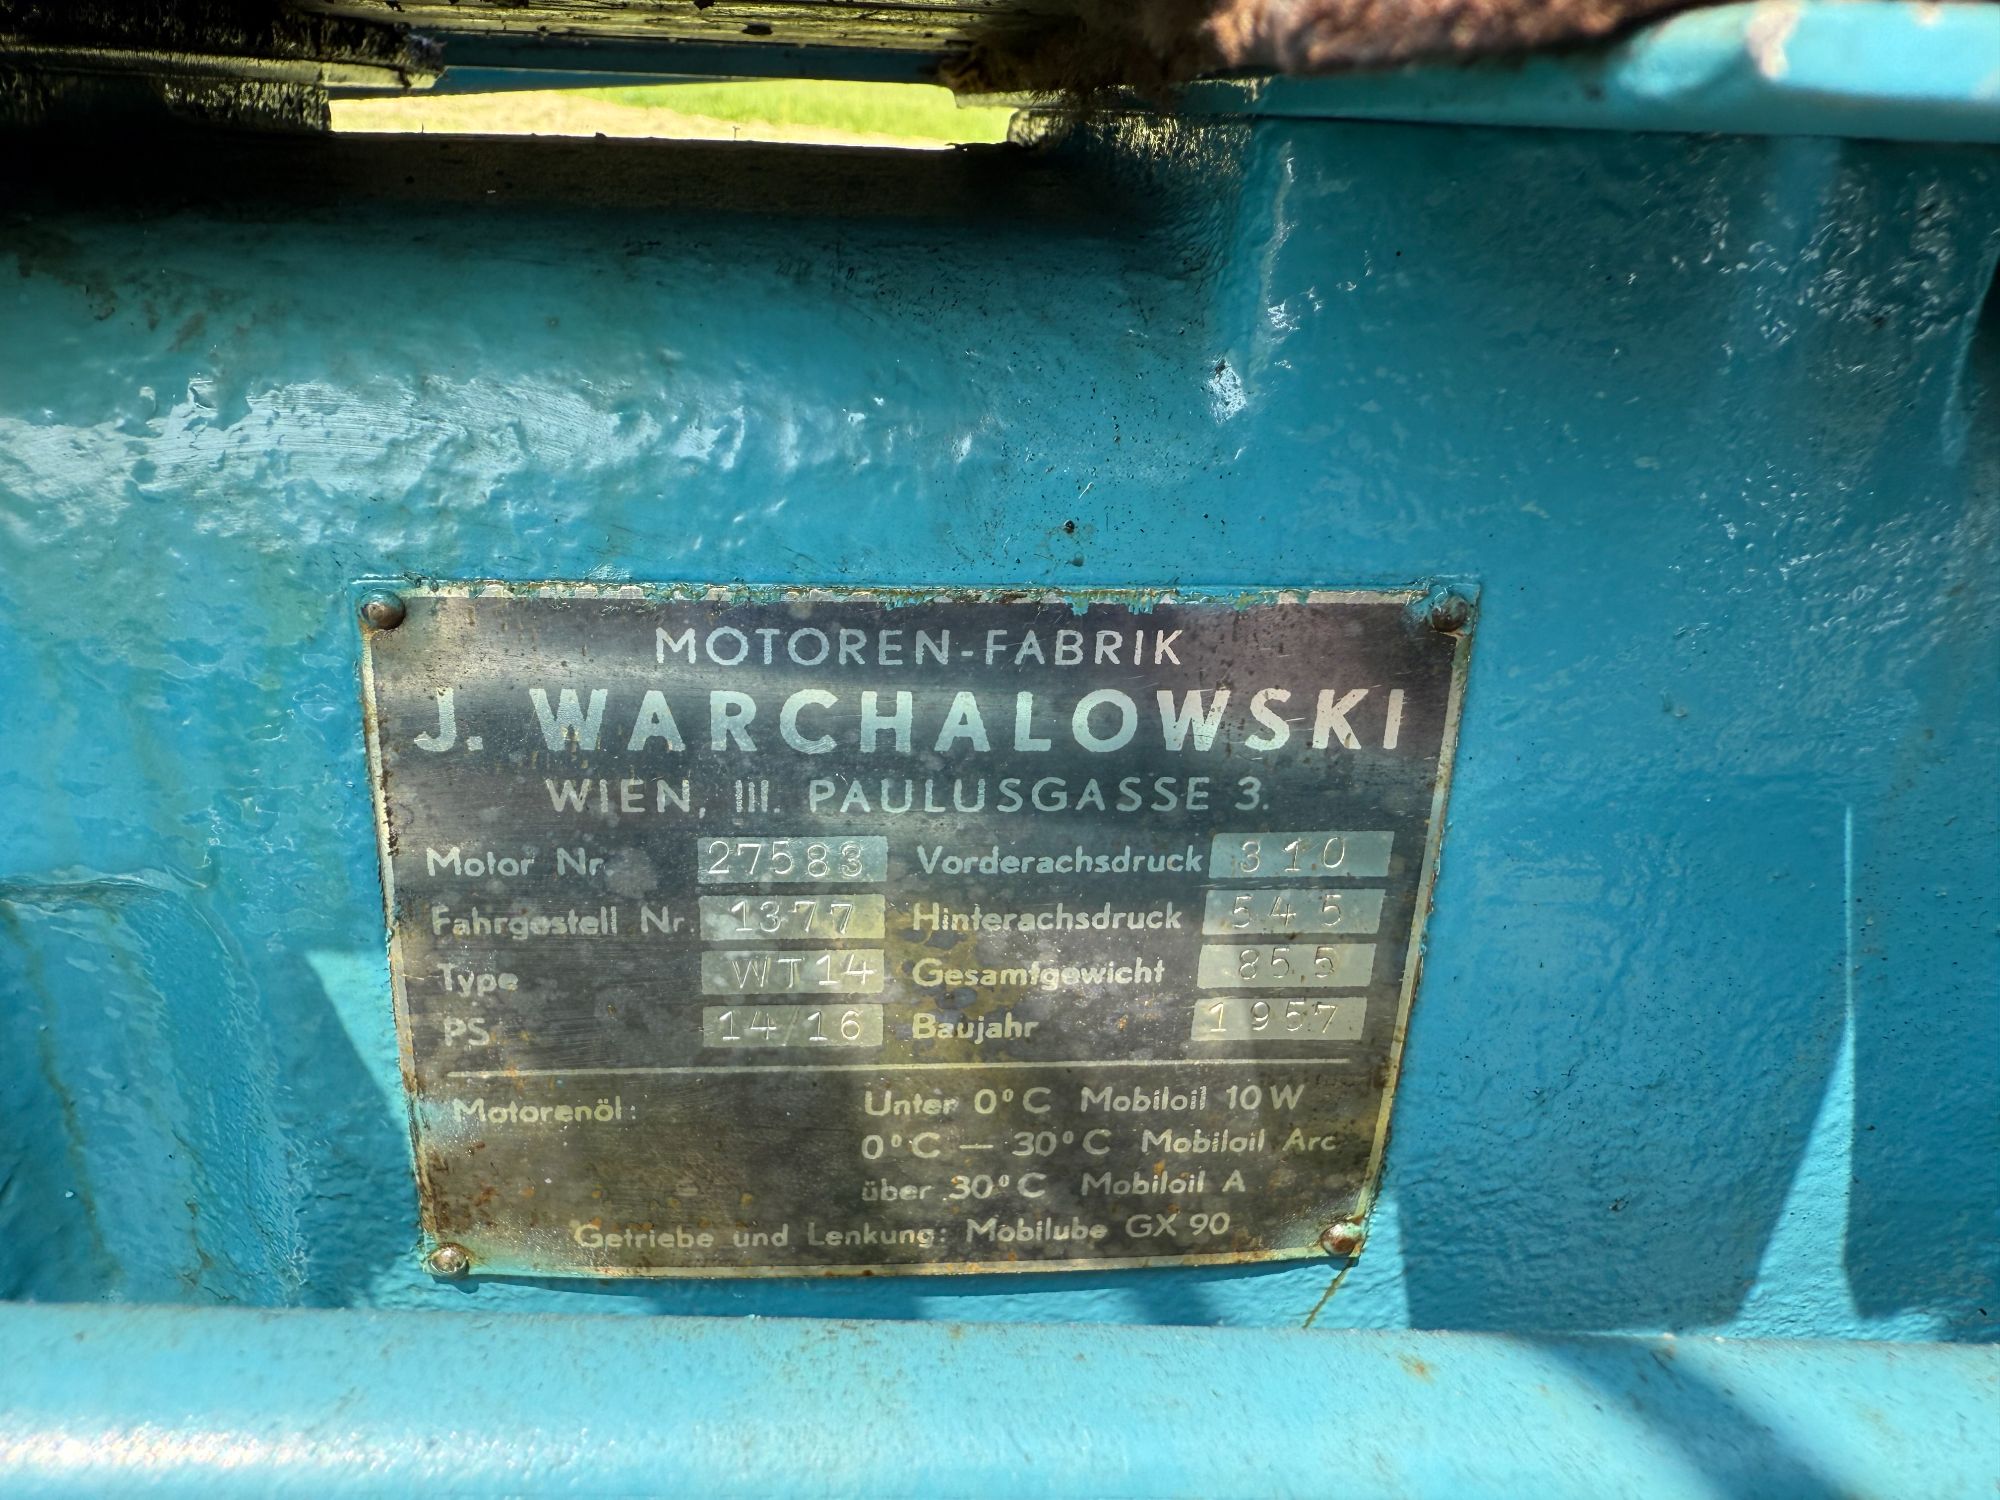 MOTOREN-FABRIK
J. WARCHALOWSKI
WIEN, III. PAULUSGASSE 3.
Motor Nr. 27583 Vorderachsdruck 310
Fahrgestell Nr. 1377 Hinterachsdruck 545
Type WT14 Gesamtgewicht 855
PS 14/16 Baujahr 1957
Motorenöl: Unter 0°C Mobiloil 10W
0°C — 30°C Mobiloil Arc
über 30°C Mobiloil A
Getriebe und Lenkung: Mobilube GX 90